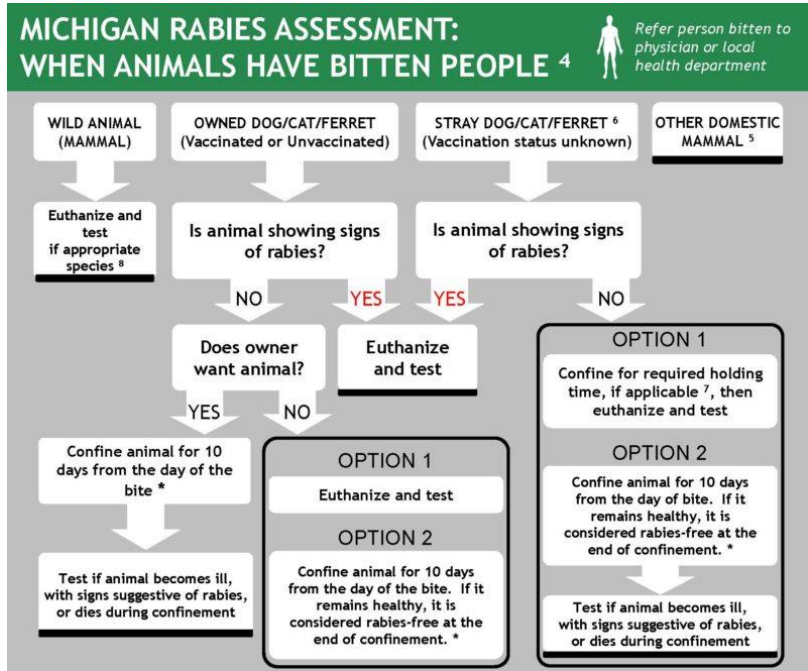 MICHIGAN RABIES ASSESSMENT:
WHEN ANIMALS HAVE BITTEN PEOPLE 4
Refer person bitten to
physician or local
health department
WILD ANIMAL
(MAMMAL)
Euthanize and
test
if appropriate
species 8
OWNED DOG/CAT/FERRET
(Vaccinated or Unvaccinated)
Is animal showing signs
of rabies?
NO
YES
Does owner
want animal?
YES
NO
Confine animal for 10
days from the day of the
bite *
Test if animal becomes ill,
with signs suggestive of rabies,
or dies during confinement
OPTION 1
Euthanize and test
OPTION 2
Confine animal for 10 days
from the day of the bite. If it
remains healthy, it is
considered rabies-free at the
end of confinement. *
Euthanize
and test
STRAY DOG/CAT/FERRET 6
(Vaccination status unknown)
Is animal showing signs
of rabies?
YES
NO
OPTION 1
Confine for required holding
time, if applicable 7, then
euthanize and test
OPTION 2
Confine animal for 10 days
from the day of bite. If it
remains healthy, it is
considered rabies-free at the
end of confinement. *
Test if animal becomes ill,
with signs suggestive of rabies,
or dies during confinement
OTHER DOMESTIC
MAMMAL 5